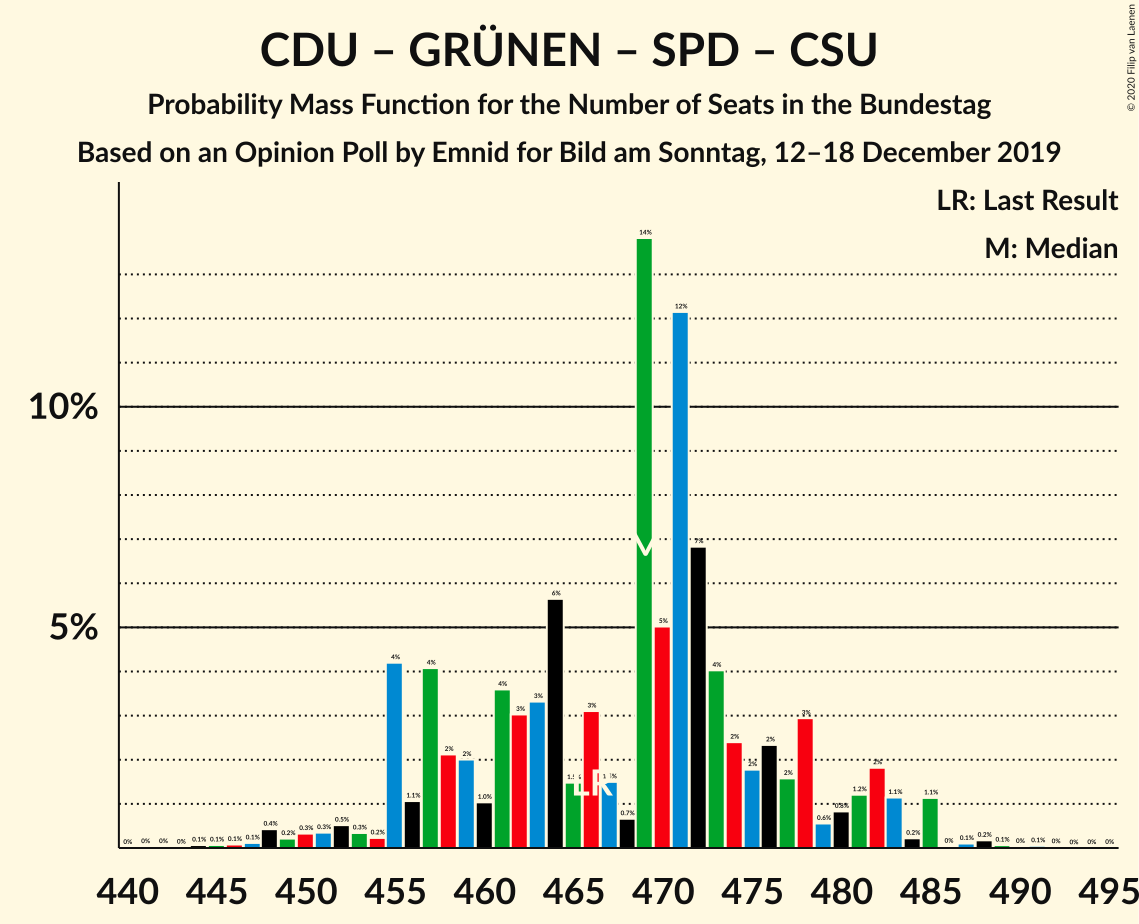 CDU – GRÜNEN – SPD – CSU
Probability Mass Function for the Number of Seats in the Bundestag
Based on an Opinion Poll by Emnid for Bild am Sonntag, 12–18 December 2019
© 2020 Filip van Laenen
LR: Last Result
M: Median
10%
5%
0% 0% 0% 0% 0.1% 0.1% 0.1% 0.1% 0.4% 0.2% 0.3% 0.3% 0.5% 0.3% 0.2% 4% 1.1% 4% 2% 2% 1.0% 4% 3% 3% 6% 3% 0.7% 14% 5% 12% 7% 4% 2% 2% 2% 2% 3% 0.6% 0.8% 1.2% 2% 1.1% 0.2% 1.1% 0% 0.1% 0.2% 0.1% 0% 0.1% 0% 0% 0% 0%
LR
M
440 445 450 455 460 465 470 475 480 485 490 495